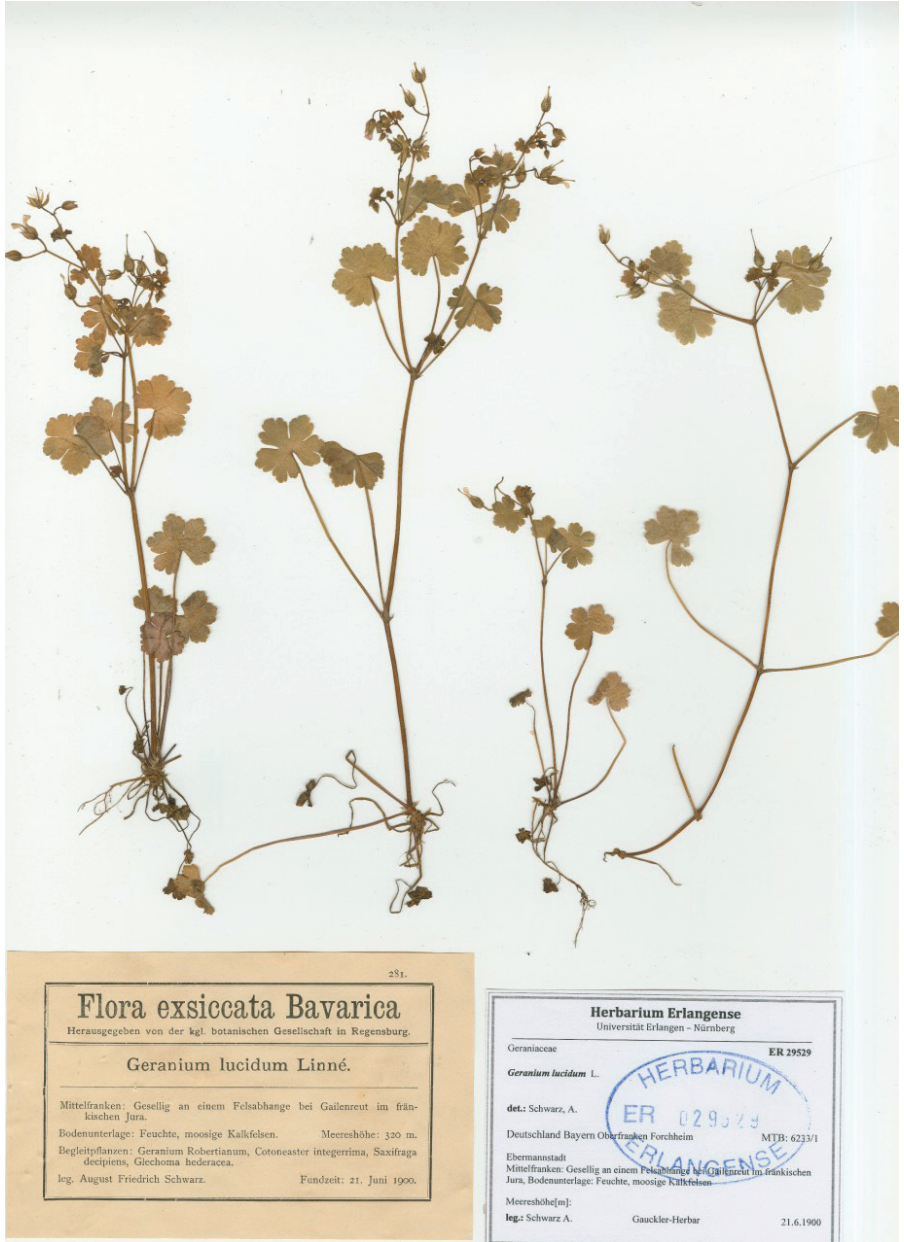 281.
Flora exsiccata Bavarica
Herausgegeben von der kgl. botanischen Gesellschaft in Regensburg.
Geranium lucidum Linné.
Mittelfranken: Gesellig an einem Felsabhange bei Gailenreut im frän-
kischen Jura.
Bodenunterlage: Feuchte, moosige Kalkfelsen. Meereshöhe: 320 m.
Begleitpflanzen: Geranium Robertianum, Cotoneaster integerrima, Saxifraga
decipiens, Glechoma hederacea.
leg. August Friedrich Schwarz. Fundzeit: 21. Juni 1900.
Herbarium Erlangense
Universität Erlangen – Nürnberg
Geraniaceae ER 29529
Geranium lucidum L.
det.: Schwarz, A.
Deutschland Bayern Oberfranken Forchheim MTB: 6233/1
Ebermannstadt
Mittelfranken: Gesellig an einem Felsabhange bei Gailenreut im fränkischen
Jura, Bodenunterlage: Feuchte, moosige Kalkfelsen
Meereshöhe[m]:
leg.: Schwarz A. Gauckler-Herbar 21.6.1900
HERBARIUM
ER 029529
ERLANGENSE